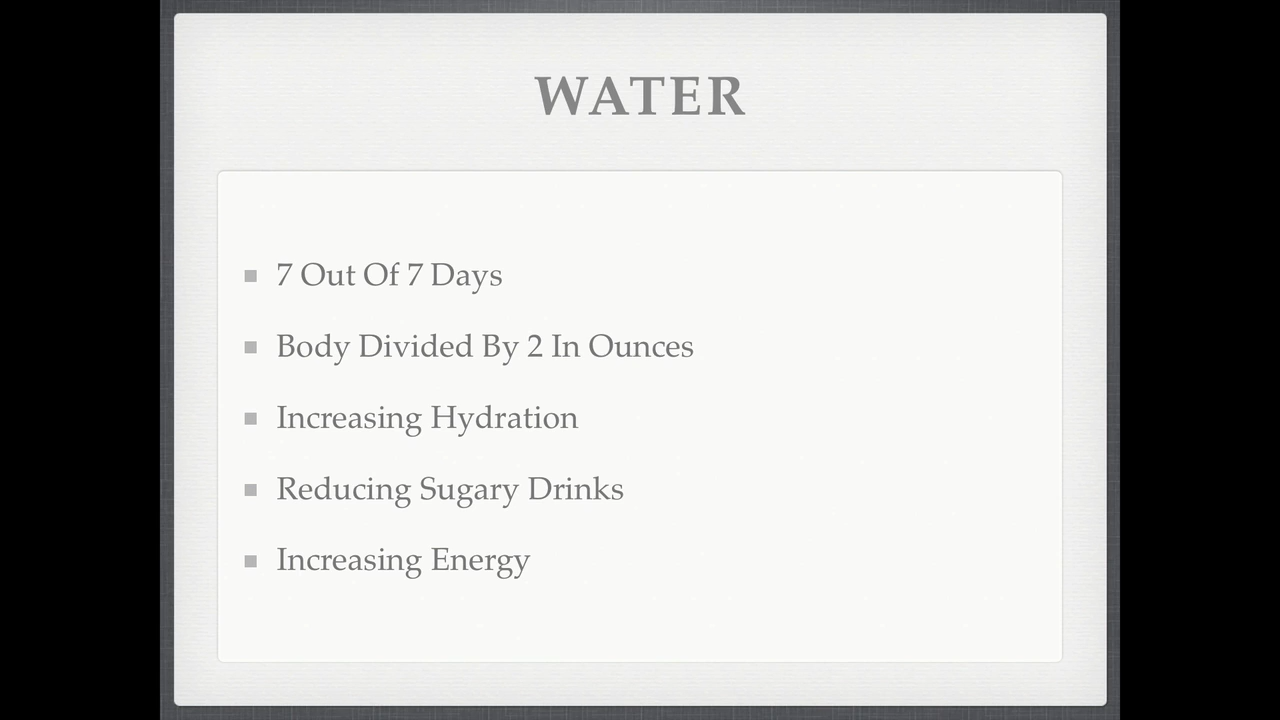 WATER
7 Out Of 7 Days
Body Divided By 2 In Ounces
Increasing Hydration
Reducing Sugary Drinks
Increasing Energy